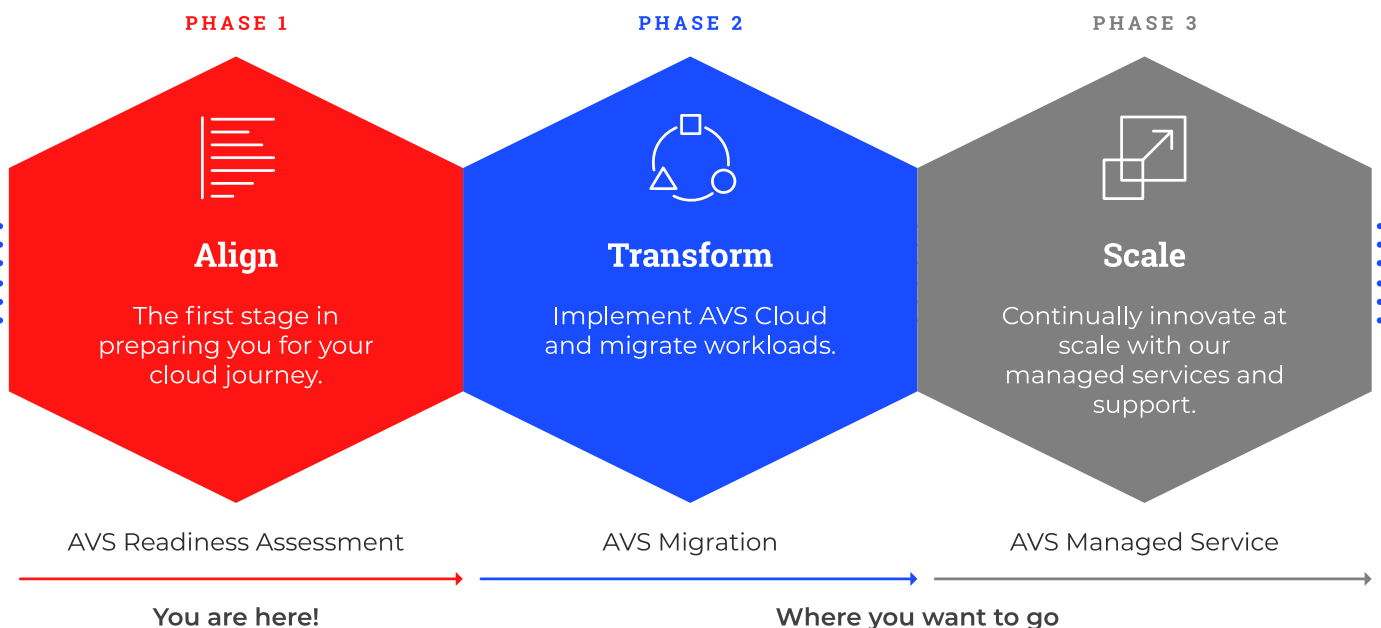 PHASE 1
PHASE 2
PHASE 3
Align
The first stage in
preparing you for your
cloud journey.
Transform
Implement AVS Cloud
and migrate workloads.
Scale
Continually innovate at
scale with our
managed services and
support.
AVS Readiness Assessment
AVS Migration
AVS Managed Service
You are here!
Where you want to go